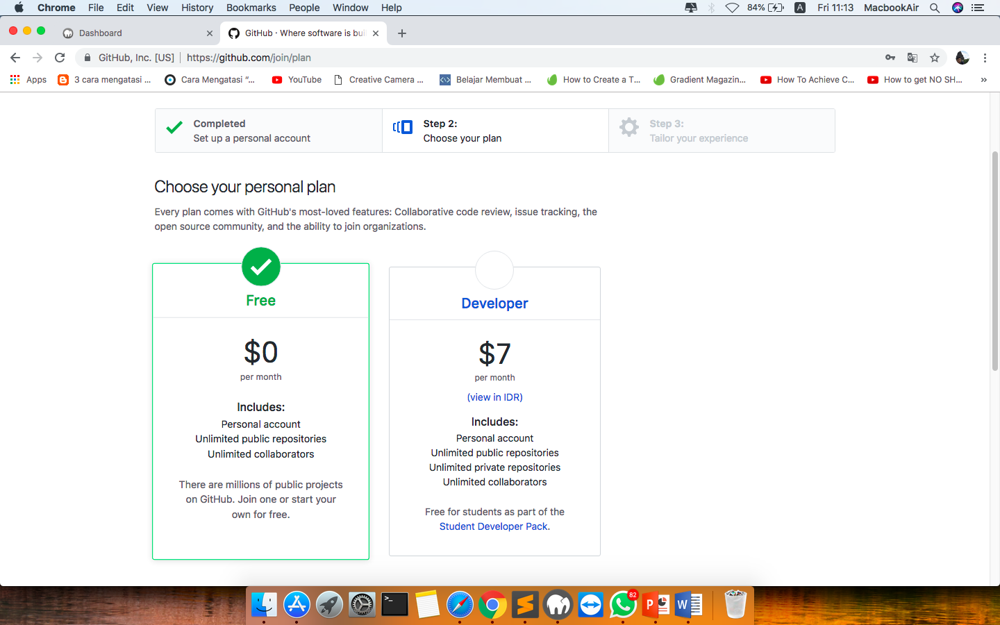 Chrome File Edit View History Bookmarks People Window Help 84% A Fri 11:13 MacbookAir
Dashboard GitHub · Where software is bui
GitHub, Inc. [US] https://github.com/join/plan
Apps 3 cara mengatasi ... Cara Mengatasi “... YouTube Creative Camera ... Belajar Membuat ... How to Create a T... Gradient Magazin... How To Achieve C... How to get NO SH... »
Completed
Set up a personal account
Step 2:
Choose your plan
Step 3:
Tailor your experience
Choose your personal plan
Every plan comes with GitHub's most-loved features: Collaborative code review, issue tracking, the
open source community, and the ability to join organizations.
Free
$0
per month
Includes:
Personal account
Unlimited public repositories
Unlimited collaborators
There are millions of public projects
on GitHub. Join one or start your
own for free.
Developer
$7
per month
(view in IDR)
Includes:
Personal account
Unlimited public repositories
Unlimited private repositories
Unlimited collaborators
Free for students as part of the
Student Developer Pack.
>_ 82 P W